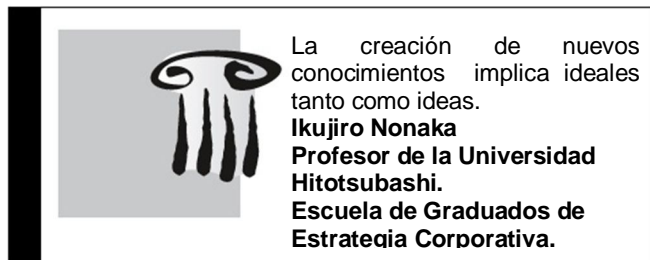 La creación de nuevos
conocimientos implica ideales
tanto como ideas.
Ikujiro Nonaka
Profesor de la Universidad
Hitotsubashi.
Escuela de Graduados de
Estrategia Corporativa.